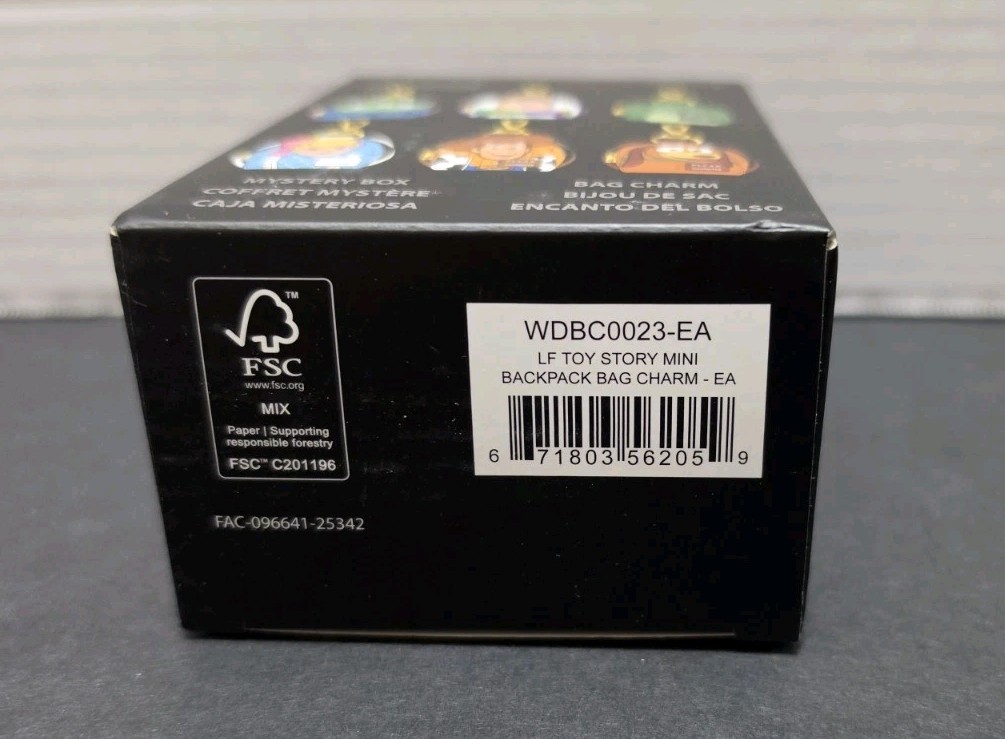 MYSTERY BOX
COFFRET MYSTÈRE
CAJA MISTERIOSA
BAG CHARM
BIJOU DE SAC
ENCANTO DEL BOLSO
™
FSC
www.fsc.org
MIX
Paper | Supporting
responsible forestry
FSC™ C201196
FAC-096641-25342
WDBC0023-EA
LF TOY STORY MINI
BACKPACK BAG CHARM - EA
6 71803 56205 9